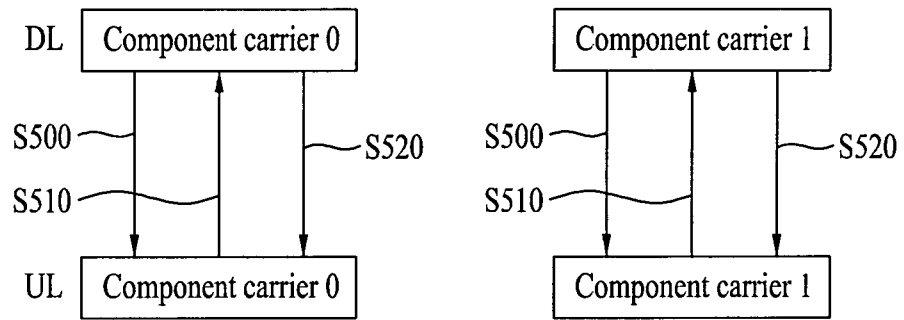 DL Component carrier 0 Component carrier 1
S500 S520 S500 S520
S510 S510
UL Component carrier 0 Component carrier 1